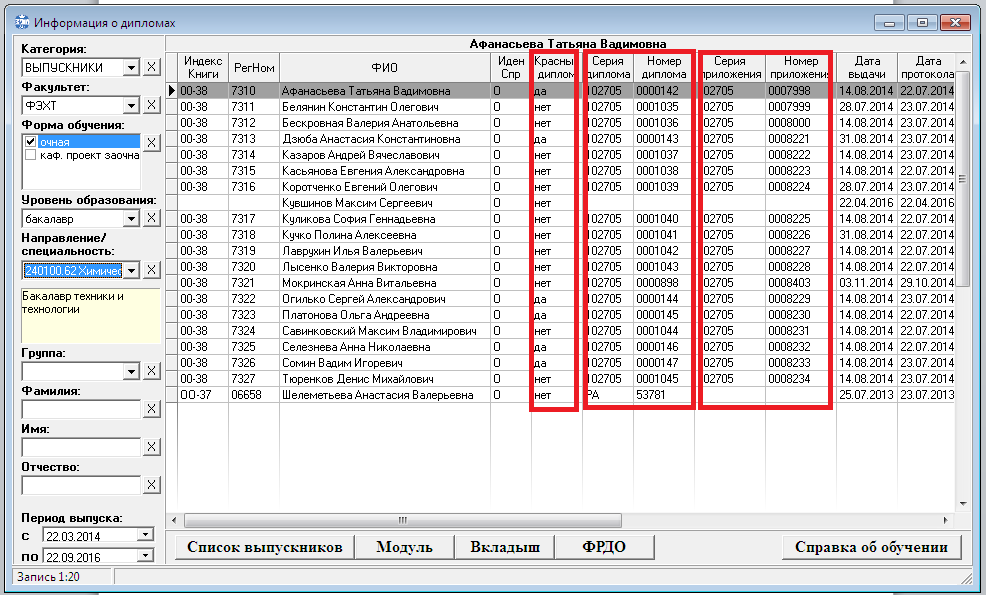 Информация о дипломах
Категория:
ВЫПУСКНИКИ
Факультет:
ФЭХТ
Форма обучения:
очная
каф. проект заочна
Уровень образования:
бакалавр
Направление/
специальность:
240100.62 Химичес
Бакалавр техники и
технологии
Группа:
Фамилия:
Имя:
Отчество:
Период выпуска:
С 22.03.2014
ПО 22.09.2016
Афанасьева Татьяна Вадимовна
Индекс Книги РегНом ФИО Иден Спр Красны диплом Серия диплома Номер диплома Серия приложения Номер приложения Дата выдачи Дата протокола
00-38 7310 Афанасьева Татьяна Вадимовна 0 да 102705 0000142 02705 0007998 14.08.2014 22.07.2014
00-38 7311 Белянин Константин Олегович 0 нет 102705 0001035 02705 0007999 28.07.2014 23.07.2014
00-38 7312 Бескровная Валерия Анатольевна 0 нет 102705 0001036 02705 0008000 14.08.2014 23.07.2014
00-38 7313 Дзюба Анастасия Константиновна 0 да 102705 0000143 02705 0008221 31.08.2014 23.07.2014
00-38 7314 Казаров Андрей Вячеславович 0 нет 102705 0001037 02705 0008222 14.08.2014 23.07.2014
00-38 7315 Касьянова Евгения Александровна 0 нет 102705 0001038 02705 0008223 14.08.2014 22.07.2014
00-38 7316 Коротченко Евгений Олегович 0 нет 102705 0001039 02705 0008224 28.07.2014 23.07.2014
Кувшинов Максим Сергеевич 0 нет 22.04.2016 22.04.2016
00-38 7317 Куликова София Геннадьевна 0 нет 102705 0001040 02705 0008225 14.08.2014 22.07.2014
00-38 7318 Кучко Полина Алексеевна 0 нет 102705 0001041 02705 0008226 31.08.2014 22.07.2014
00-38 7319 Лаврухин Илья Валерьевич 0 нет 102705 0001042 02705 0008227 14.08.2014 22.07.2014
00-38 7320 Лысенко Валерия Викторовна 0 нет 102705 0001043 02705 0008228 14.08.2014 22.07.2014
00-38 7321 Мокринская Анна Витальевна 0 нет 102705 0000898 02705 0008403 03.11.2014 29.10.2014
00-38 7322 Огилько Сергей Александрович 0 да 102705 0000144 02705 0008229 14.08.2014 23.07.2014
00-38 7323 Платонова Ольга Андреевна 0 да 102705 0000145 02705 0008230 14.08.2014 22.07.2014
00-38 7324 Савинковский Максим Владимирович 0 нет 102705 0001044 02705 0008231 14.08.2014 22.07.2014
00-38 7325 Селезнева Анна Николаевна 0 да 102705 0000146 02705 0008232 14.08.2014 22.07.2014
00-38 7326 Сомин Вадим Игоревич 0 да 102705 0000147 02705 0008233 14.08.2014 23.07.2014
00-38 7327 Тюренков Денис Михайлович 0 нет 102705 0001045 02705 0008234 14.08.2014 23.07.2014
ОО-37 06658 Шелеметьева Анастасия Валерьевна 0 нет РА 53781 25.07.2013 23.07.2013
Список выпускников Модуль Вкладыш ФРДО Справка об обучении
Запись 1:20